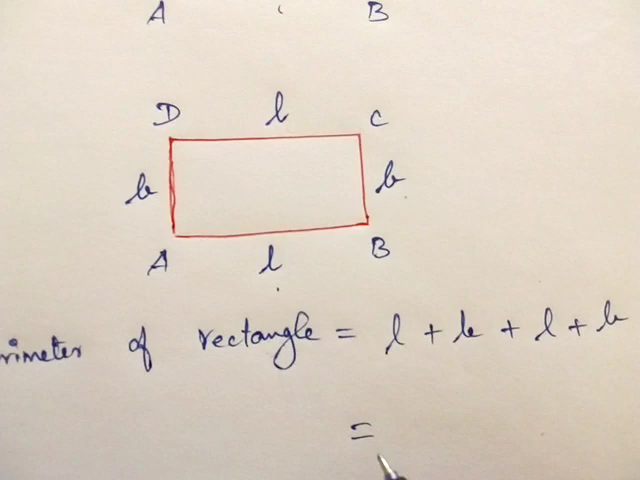 A B
D l C
b b
A l B
rimeter of rectangle = l + b + l + b
=